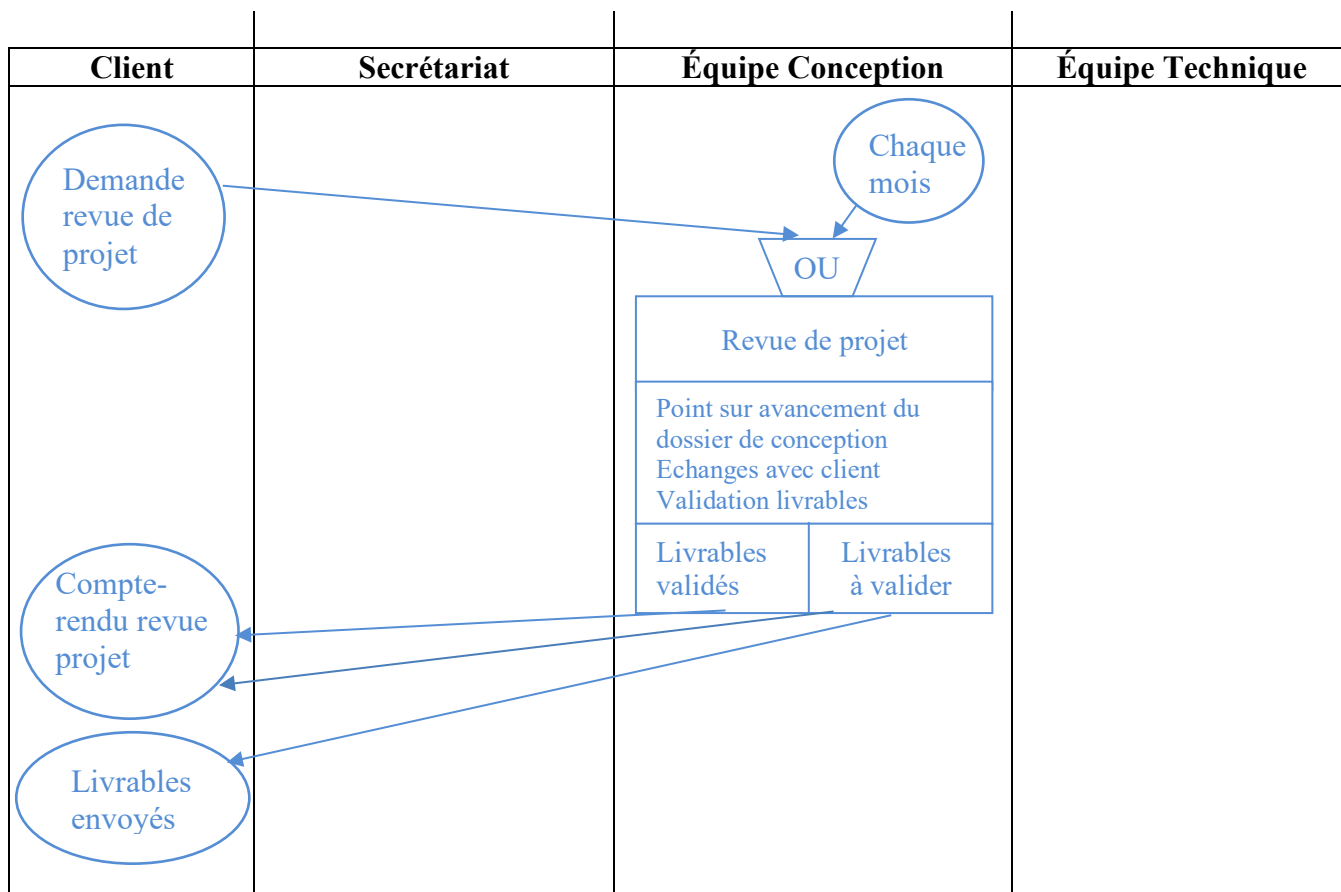 Client
Secrétariat
Équipe Conception
Équipe Technique
Chaque
mois
Demande
revue de
projet
OU
Revue de projet
Point sur avancement du
dossier de conception
Echanges avec client
Validation livrables
Livrables
validés
Livrables
à valider
Compte-
rendu revue
projet
Livrables
envoyés